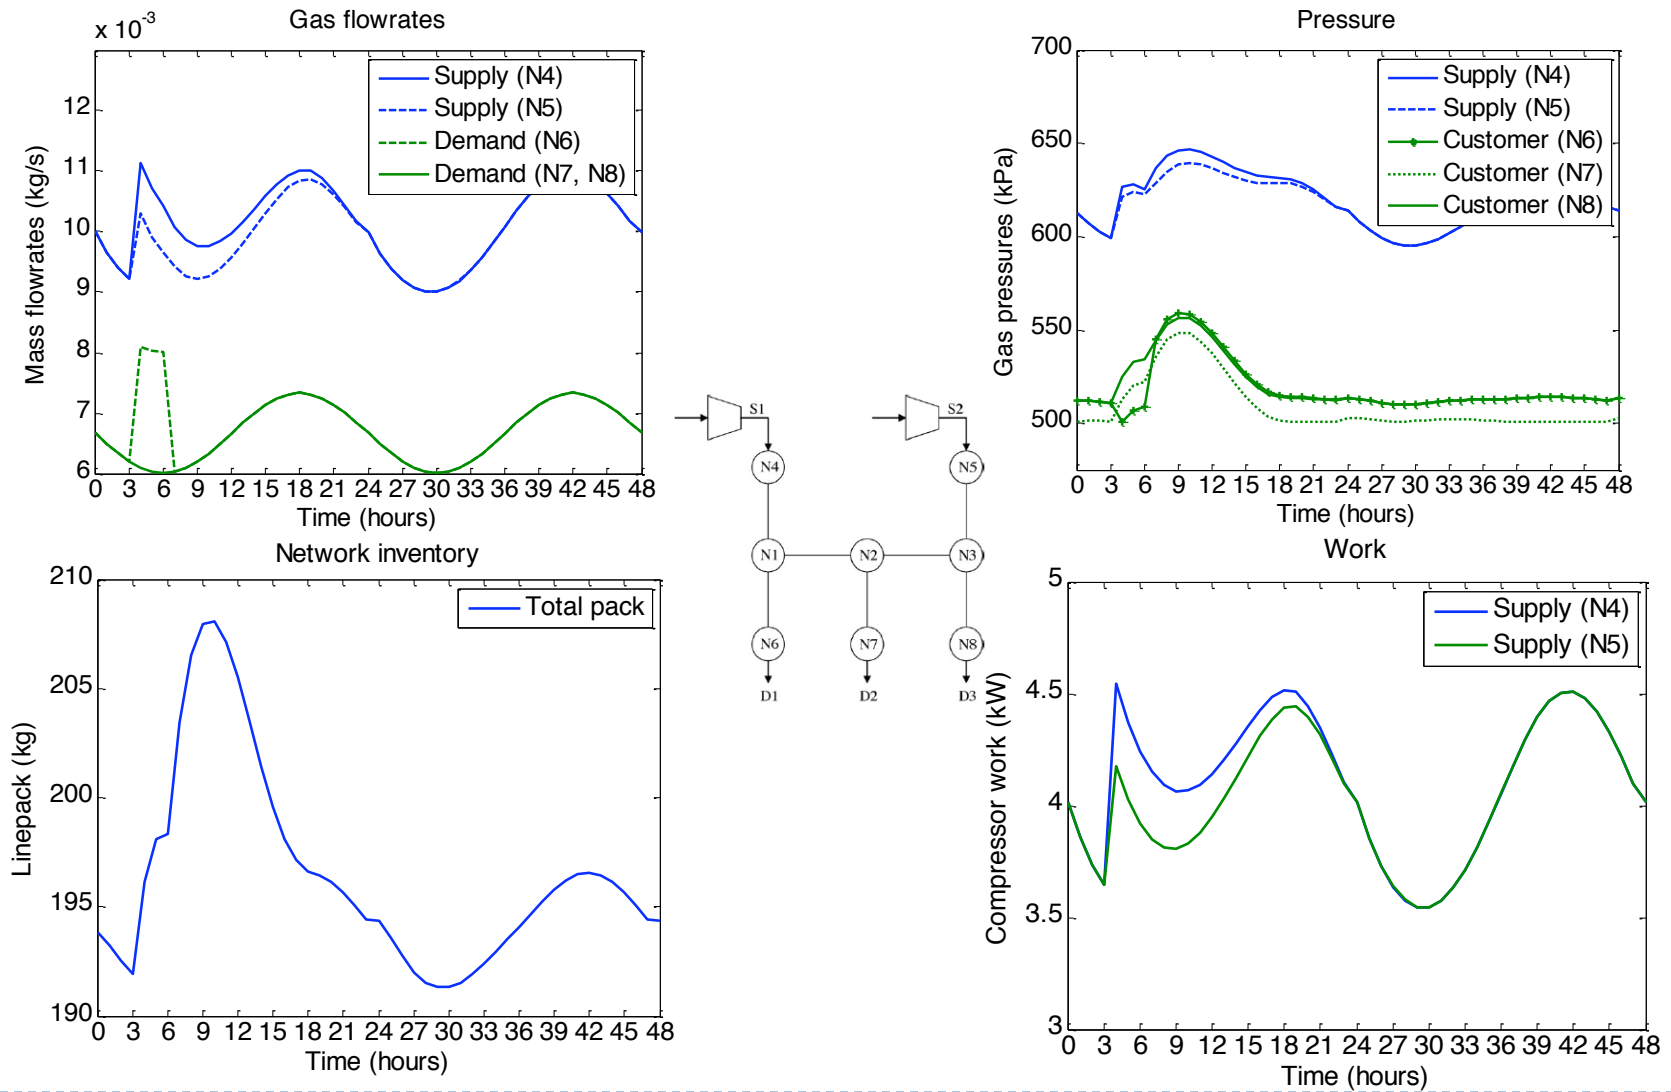 Gas flowrates
x 10-3
Supply (N4)
Supply (N5)
Demand (N6)
Demand (N7, N8)
12
11
10
9
8
7
6
Mass flowrates (kg/s)
0 3 6 9 12 15 18 21 24 27 30 33 36 39 42 45 48
Time (hours)
Pressure
700
650
600
550
500
Supply (N4)
Supply (N5)
Customer (N6)
Customer (N7)
Customer (N8)
Gas pressures (kPa)
0 3 6 9 12 15 18 21 24 27 30 33 36 39 42 45 48
Time (hours)
S1 S2
N4 N5
N1 N2 N3
N6 N7 N8
D1 D2 D3
Network inventory
210
205
200
195
190
Total pack
Linepack (kg)
0 3 6 9 12 15 18 21 24 27 30 33 36 39 42 45 48
Time (hours)
Work
5
4.5
4
3.5
3
Supply (N4)
Supply (N5)
Compressor work (kW)
0 3 6 9 12 15 18 21 24 27 30 33 36 39 42 45 48
Time (hours)